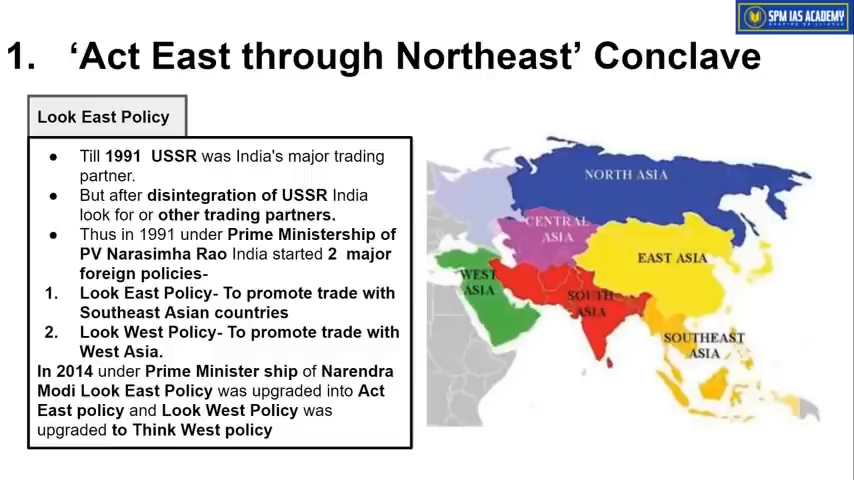 SPM IAS ACADEMY
1. ‘Act East through Northeast’ Conclave
Look East Policy
● Till 1991 USSR was India's major trading
partner.
● But after disintegration of USSR India
look for or other trading partners.
● Thus in 1991 under Prime Ministership of
PV Narasimha Rao India started 2 major
foreign policies-
1. Look East Policy- To promote trade with
Southeast Asian countries
2. Look West Policy- To promote trade with
West Asia.
In 2014 under Prime Minister ship of Narendra
Modi Look East Policy was upgraded into Act
East policy and Look West Policy was
upgraded to Think West policy
NORTH ASIA
CENTRAL
ASIA
EAST ASIA
WEST
ASIA
SOUTH
ASIA
SOUTHEAST
ASIA